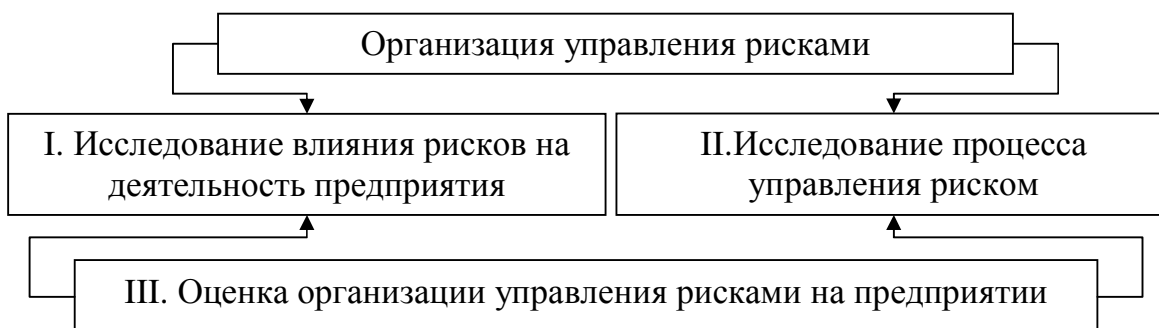 Организация управления рисками
I. Исследование влияния рисков на
деятельность предприятия
II.Исследование процесса
управления риском
III. Оценка организации управления рисками на предприятии